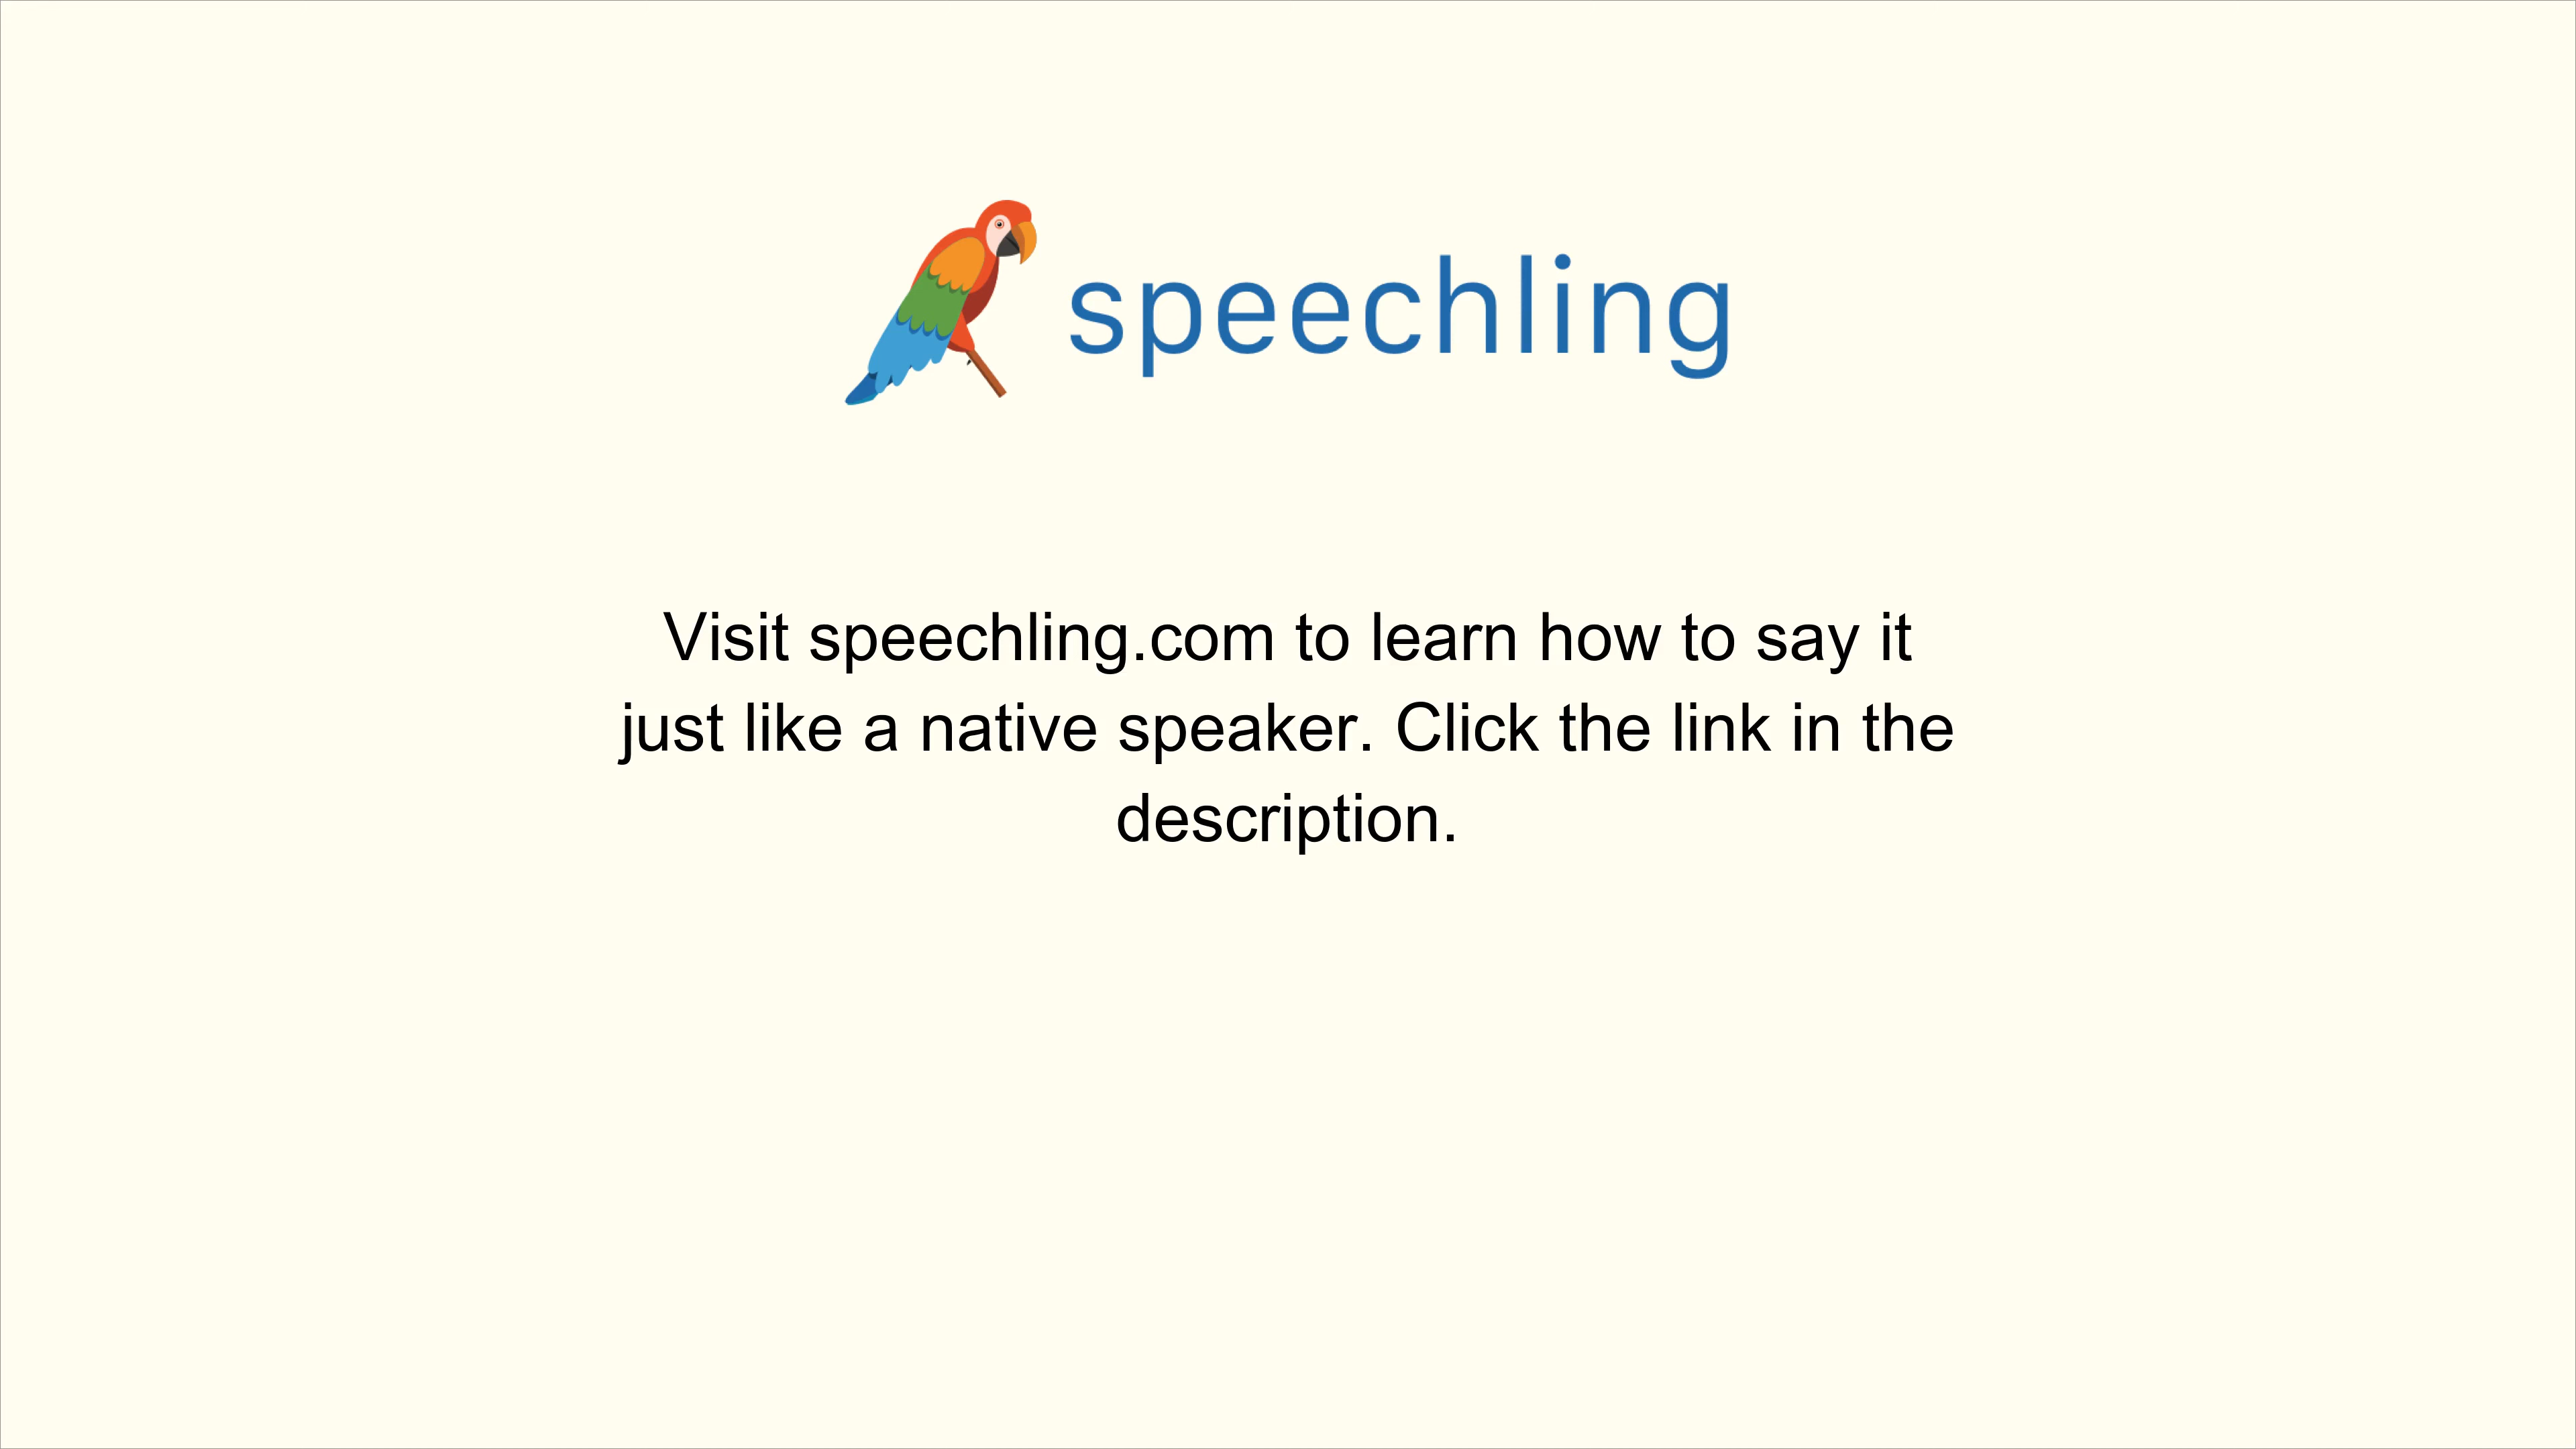 speechling
Visit speechling.com to learn how to say it
just like a native speaker. Click the link in the
description.